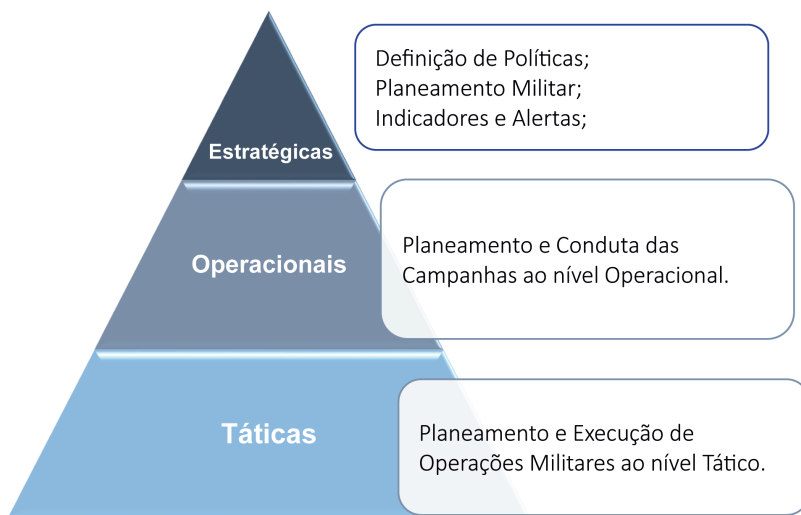 Definição de Políticas;
Planeamento Militar;
Indicadores e Alertas;
Estratégicas
Operacionais
Planeamento e Conduta das
Campanhas ao nível Operacional.
Táticas
Planeamento e Execução de
Operações Militares ao nível Tático.